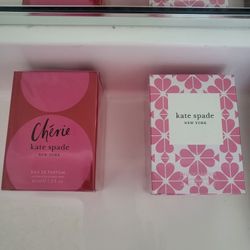 Chérie
kate spade
NEW YORK
EAU DE PARFUM
kate spade
NEW YORK